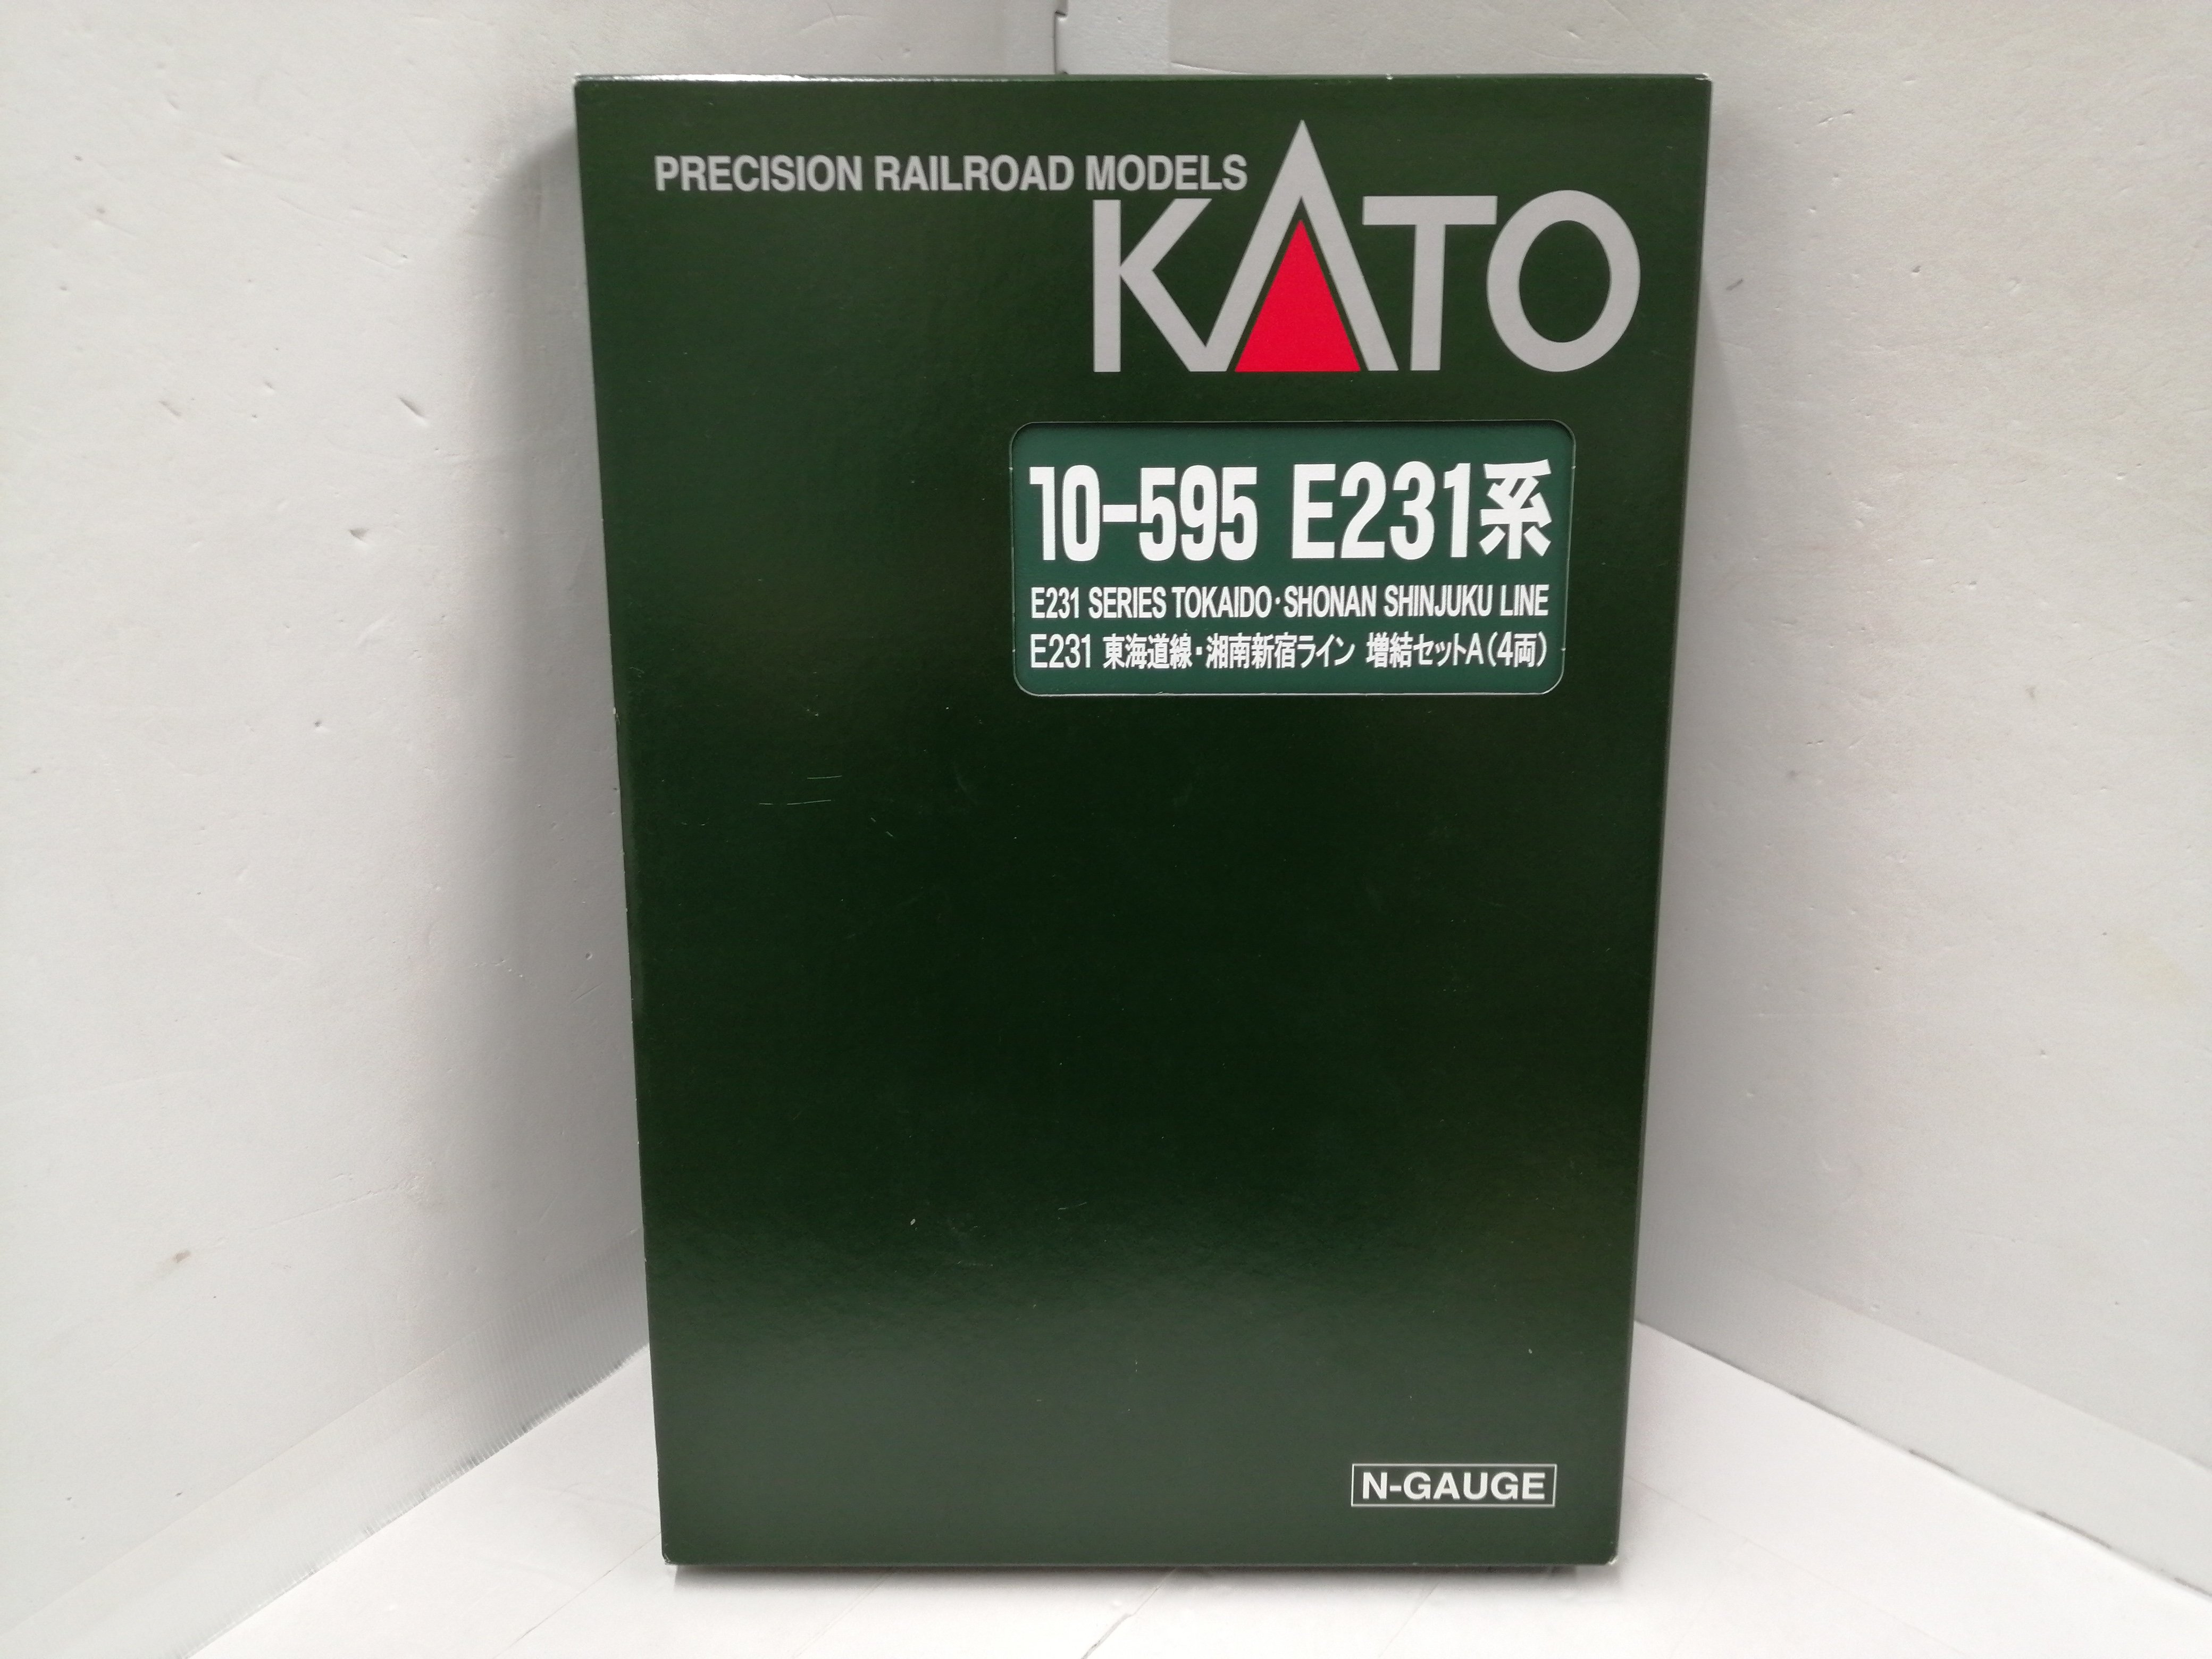 PRECISION RAILROAD MODELS
KATO
10-595 E231系
E231 SERIES TOKAIDO・SHONAN SHINJUKU LINE
E231 東海道線・湘南新宿ライン 増結セットA(4両)
N-GAUGE